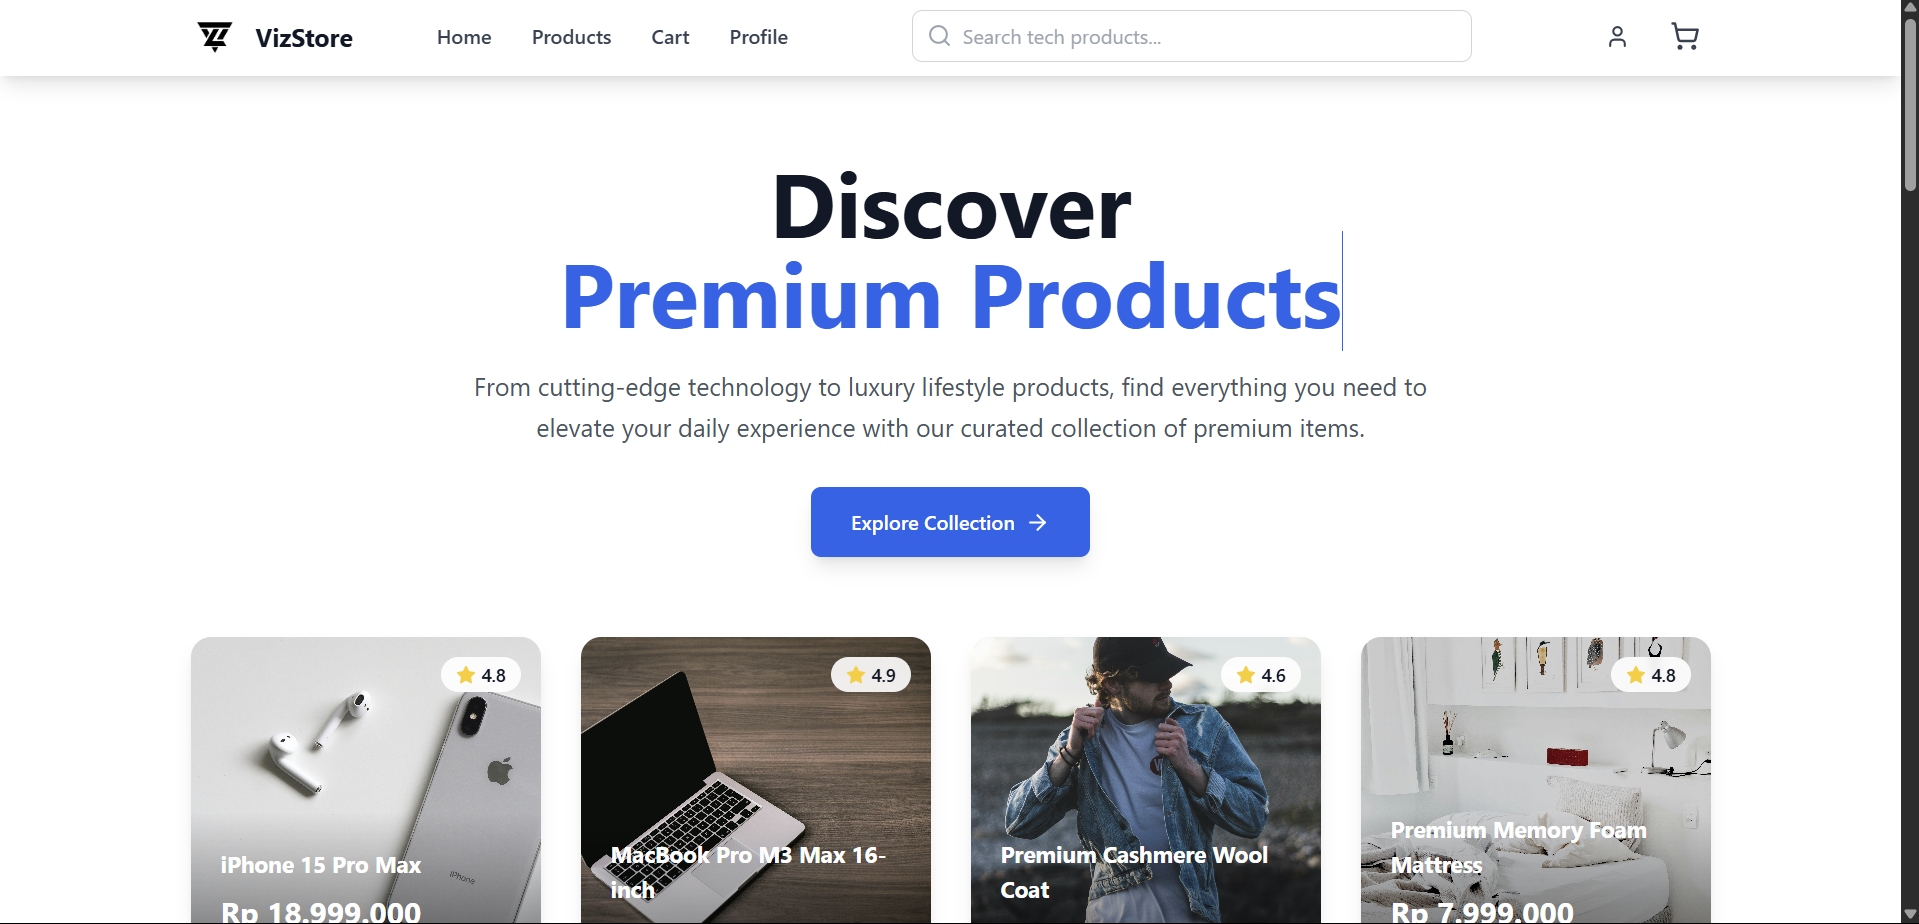 VizStore
Home
Products
Cart
Profile
Search tech products...
Discover
Premium Products
From cutting-edge technology to luxury lifestyle products, find everything you need to
elevate your daily experience with our curated collection of premium items.
Explore Collection
4.8
iPhone
iPhone 15 Pro Max
Rp 18.999.000
4.9
MacBook Pro M3 Max 16-
inch
4.6
Premium Cashmere Wool
Coat
4.8
Premium Memory Foam
Mattress
Rp 7.999.000